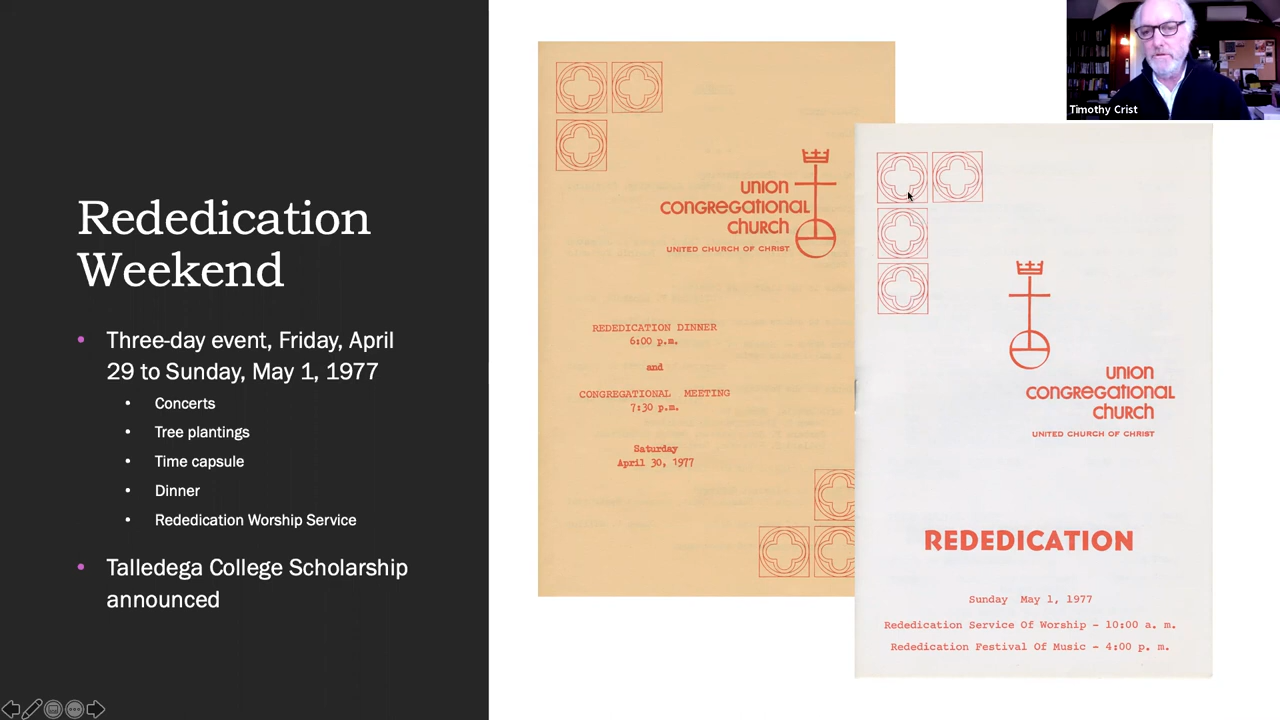 Rededication
Weekend
• Three-day event, Friday, April
29 to Sunday, May 1, 1977
• Concerts
• Tree plantings
• Time capsule
• Dinner
• Rededication Worship Service
• Talledega College Scholarship
announced
UNION
CONGREGATIONAL
CHURCH
UNITED CHURCH OF CHRIST
REDEDICATION DINNER
6:00 p.m.
and
CONGREGATIONAL MEETING
7:30 p.m.
Saturday
April 30, 1977
UNION
CONGREGATIONAL
CHURCH
UNITED CHURCH OF CHRIST
REDEDICATION
Sunday May 1, 1977
Rededication Service Of Worship - 10:00 a. m.
Rededication Festival Of Music - 4:00 p. m.
Timothy Crist